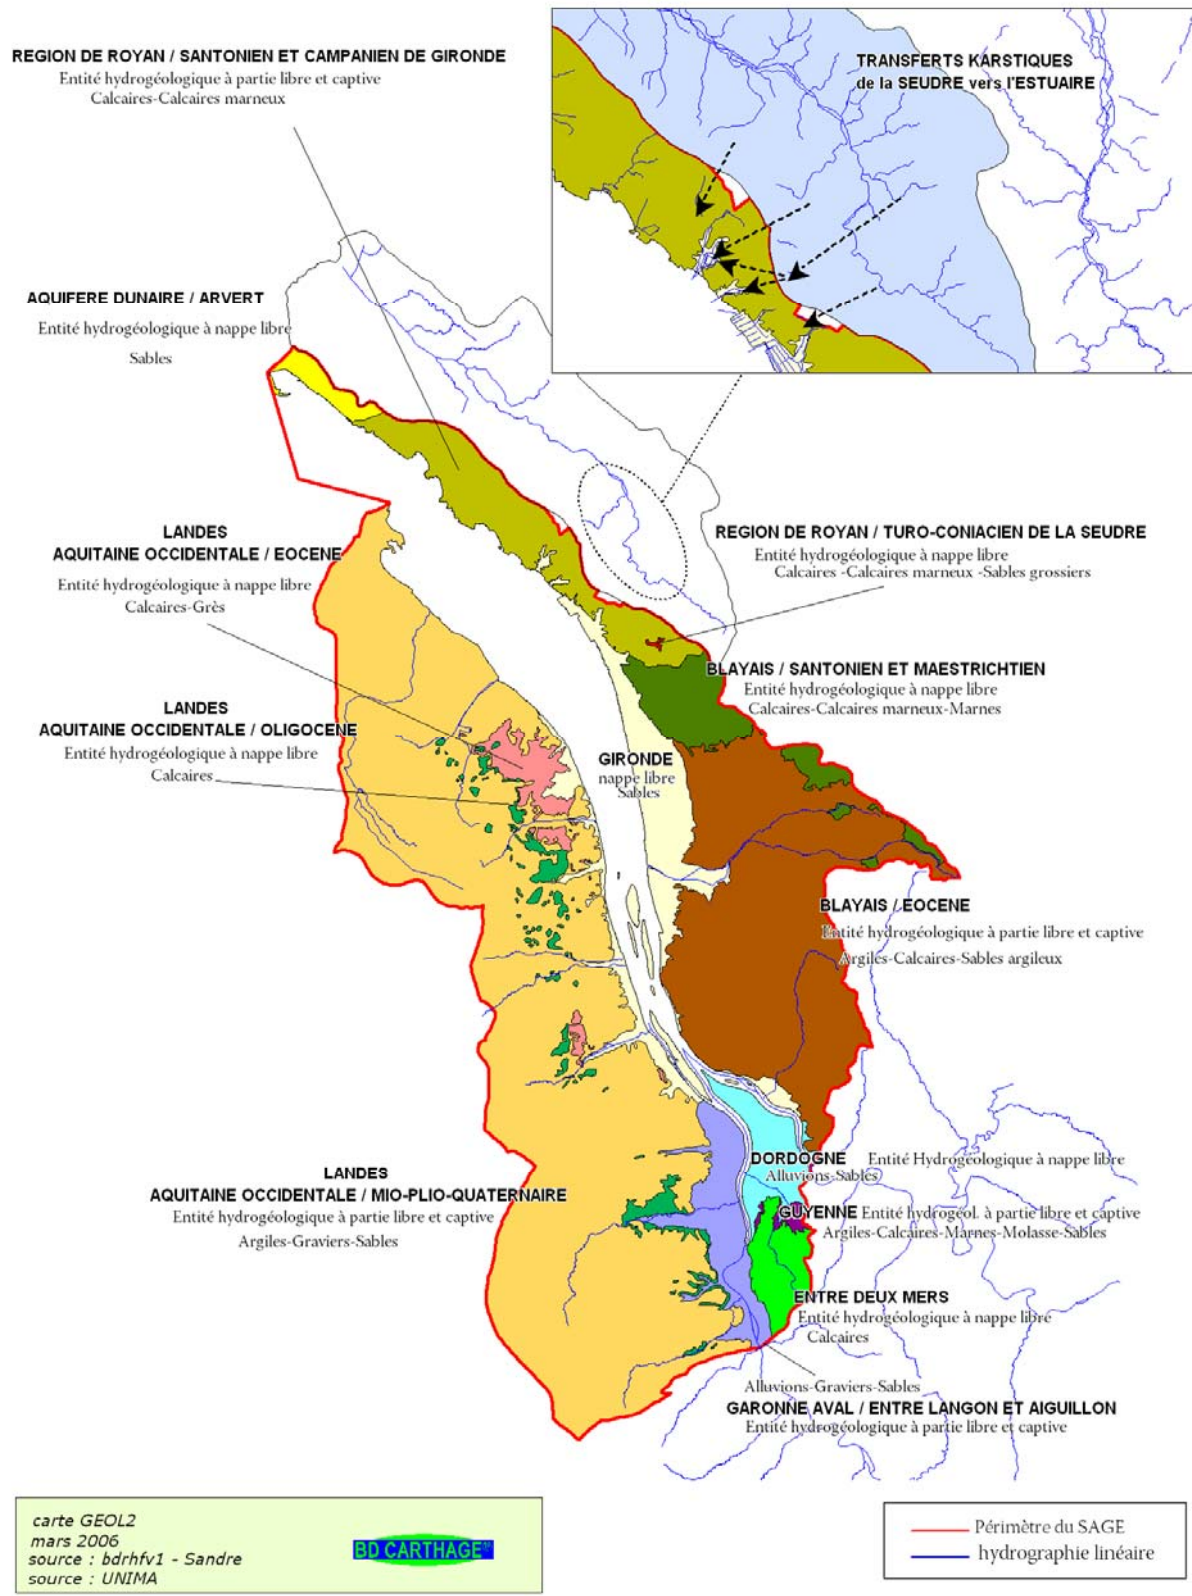 REGION DE ROYAN / SANTONIEN ET CAMPANIEN DE GIRONDE
Entité hydrogéologique à partie libre et captive
Calcaires-Calcaires marneux
TRANSFERTS KARSTIQUES
de la SEUDRE vers l'ESTUAIRE
AQUIFERE DUNAIRE / ARVERT
Entité hydrogéologique à nappe libre
Sables
LANDES
AQUITAINE OCCIDENTALE / EOCENE
Entité hydrogéologique à nappe libre
Calcaires-Grès
REGION DE ROYAN / TURO-CONIACIEN DE LA SEUDRE
Entité hydrogéologique à nappe libre
Calcaires -Calcaires marneux -Sables grossiers
BLAYAIS / SANTONIEN ET MAESTRICHTIEN
Entité hydrogéologique à nappe libre
Calcaires-Calcaires marneux-Marnes
LANDES
AQUITAINE OCCIDENTALE / OLIGOCENE
Entité hydrogéologique à nappe libre
Calcaires
GIRONDE
nappe libre
Sables
BLAYAIS / EOCENE
Entité hydrogéologique à partie libre et captive
Argiles-Calcaires-Sables argileux
LANDES
AQUITAINE OCCIDENTALE / MIO-PLIO-QUATERNAIRE
Entité hydrogéologique à partie libre et captive
Argiles-Graviers-Sables
DORDOGNE Entité Hydrogéologique à nappe libre
Alluvions-Sables
GUYENNE Entité hydrogéol. à partie libre et captive
Argiles-Calcaires-Marnes-Molasse-Sables
ENTRE DEUX MERS
Entité hydrogéologique à nappe libre
Calcaires
Alluvions-Graviers-Sables
GARONNE AVAL / ENTRE LANGON ET AIGUILLON
Entité hydrogéologique à partie libre et captive
carte GEOL2
mars 2006
source : bdrhfv1 - Sandre
source : UNIMA
BD CARTHAGE
Périmètre du SAGE
hydrographie linéaire